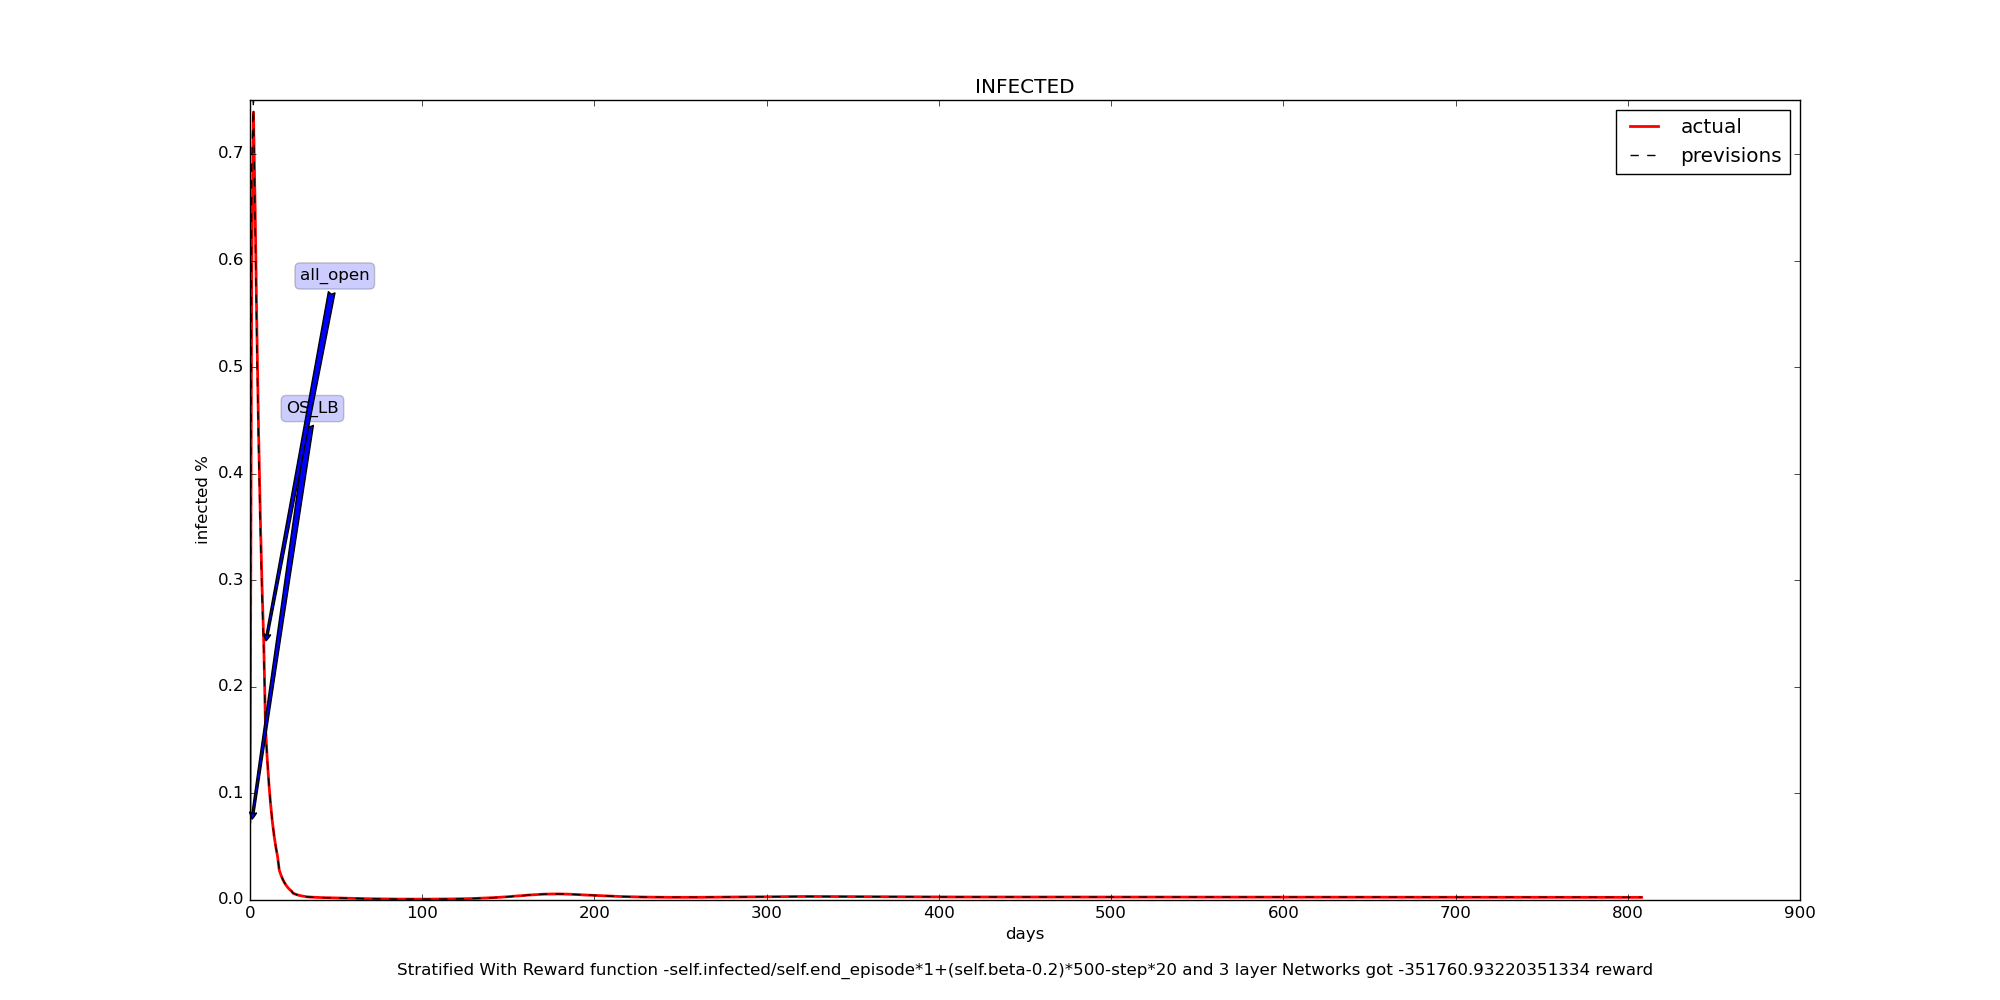 INFECTED
actual
previsions
all_open
OS_LB
infected %
0.7
0.6
0.5
0.4
0.3
0.2
0.1
0.0
0 100 200 300 400 500 600 700 800 900
days
Stratified With Reward function -self.infected/self.end_episode*1+(self.beta-0.2)*500-step*20 and 3 layer Networks got -351760.93220351334 reward